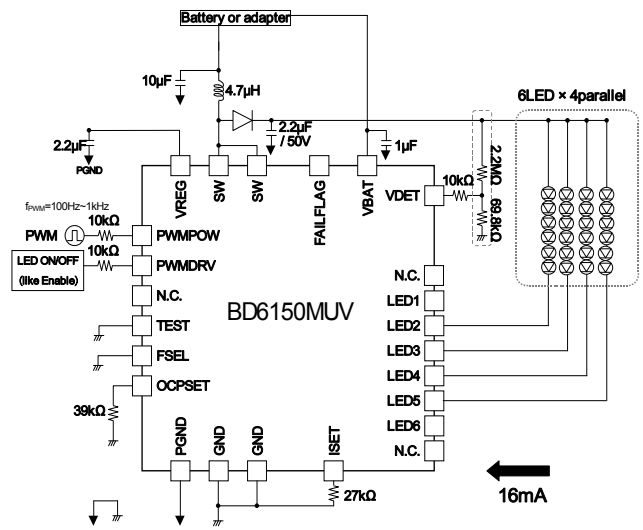 Battery or adapter
10µF
4.7µH
6LED × 4parallel
2.2µF
PGND
2.2µF
/ 50V
1µF
2.2MΩ
69.8kΩ
10kΩ
VREG
SW
SW
FAILFLAG
VBAT
VDET
fPWM=100Hz~1kHz
10kΩ
PWM
PWMPOW
10kΩ
LED ON/OFF
(like Enable)
PWMDRV
N.C.
TEST
FSEL
OCPSET
39kΩ
BD6150MUV
N.C.
LED1
LED2
LED3
LED4
LED5
LED6
N.C.
PGND
GND
GND
ISET
27kΩ
16mA